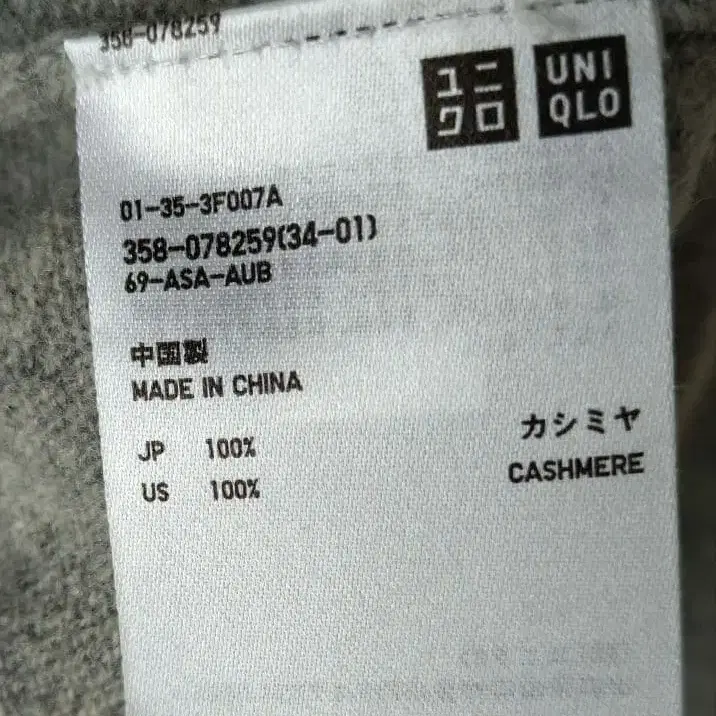 358-078259
ユニ
クロ
UNI
QLO
01-35-3F007A
358-078259(34-01)
69-ASA-AUB
中国製
MADE IN CHINA
JP 100% カシミヤ
US 100% CASHMERE